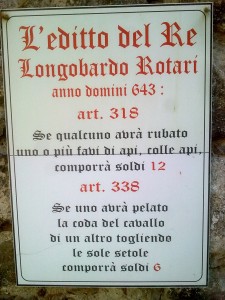 L'editto del Re
Longobardo Rotari
anno domini 643 :
art. 318
Se qualcuno avrà rubato
uno o più favi di api, colle api,
comporrà soldi 12
art. 338
Se uno avrà pelato
la coda del cavallo
di un altro togliendo
le sole setole
comporrà soldi 6